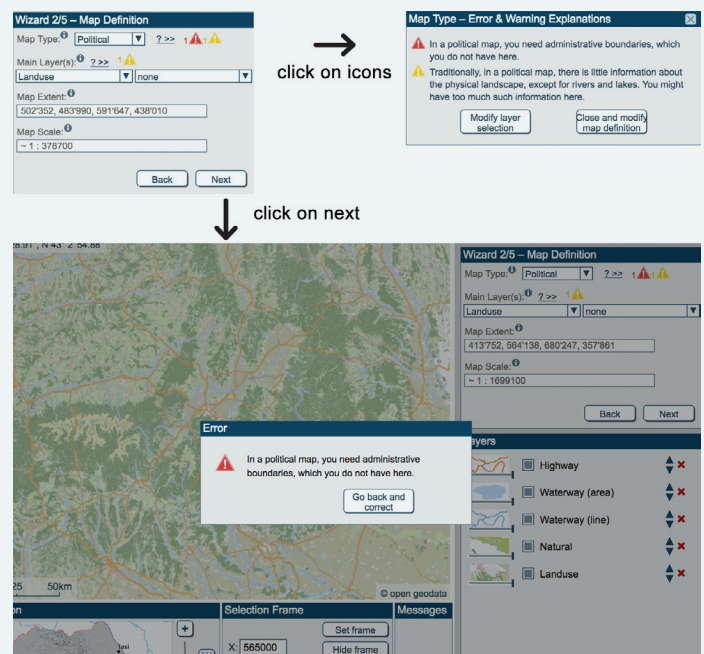 Wizard 2/5 – Map Definition
Map Type: i Political ? >> 1 1
Main Layer(s): i ? >> 1
Landuse none
Map Extent: i
502'352, 483'990, 591'647, 438'010
Map Scale: i
~ 1 : 378700
Back Next
click on icons
Map Type – Error & Warning Explanations
In a political map, you need administrative boundaries, which
you do not have here.
Traditionally, in a political map, there is little information about
the physical landscape, except for rivers and lakes. You might
have too much such information here.
Modify layer
selection
Close and modify
map definition
click on next
28.91", N 43° 2' 54.88"
Wizard 2/5 – Map Definition
Map Type: i Political ? >> 1 1
Main Layer(s): i ? >> 1
Landuse none
Map Extent: i
413'752, 564'138, 680'247, 357'861
Map Scale: i
~ 1 : 1699100
Back Next
Error
In a political map, you need administrative
boundaries, which you do not have here.
Go back and
correct
ayers
Highway
Waterway (area)
Waterway (line)
Natural
Landuse
25 50km
© open geodata
on
Selection Frame
Messages
Set frame
X: 565000
Hide frame
Iasi